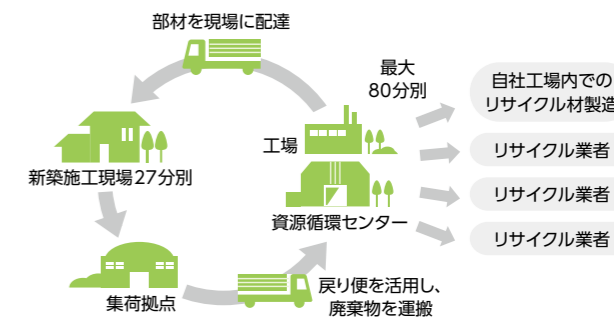 部材を現場に配達
最大
80分別
自社工場内での
リサイクル材製造
工場
リサイクル業者
新築施工現場27分別
リサイクル業者
資源循環センター
リサイクル業者
集荷拠点
戻り便を活用し、
廃棄物を運搬